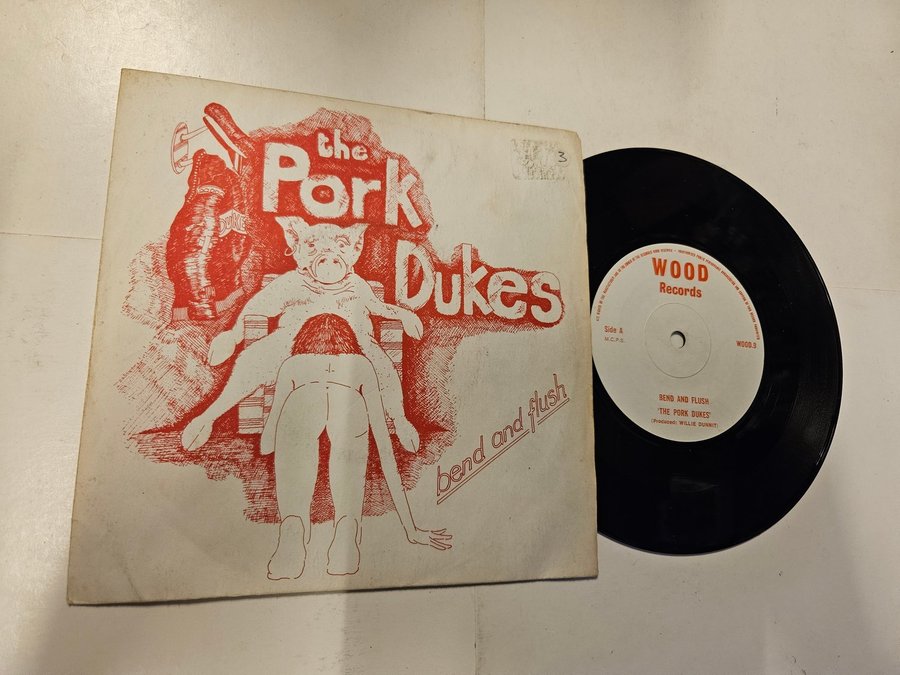 the
Pork
Dukes
bend and flush
3
WOOD
Records
Side A
M.C.P.S.
WOOD.9
BEND AND FLUSH
'THE PORK DUKES'
(Produced: WILLIE DUNNIT)